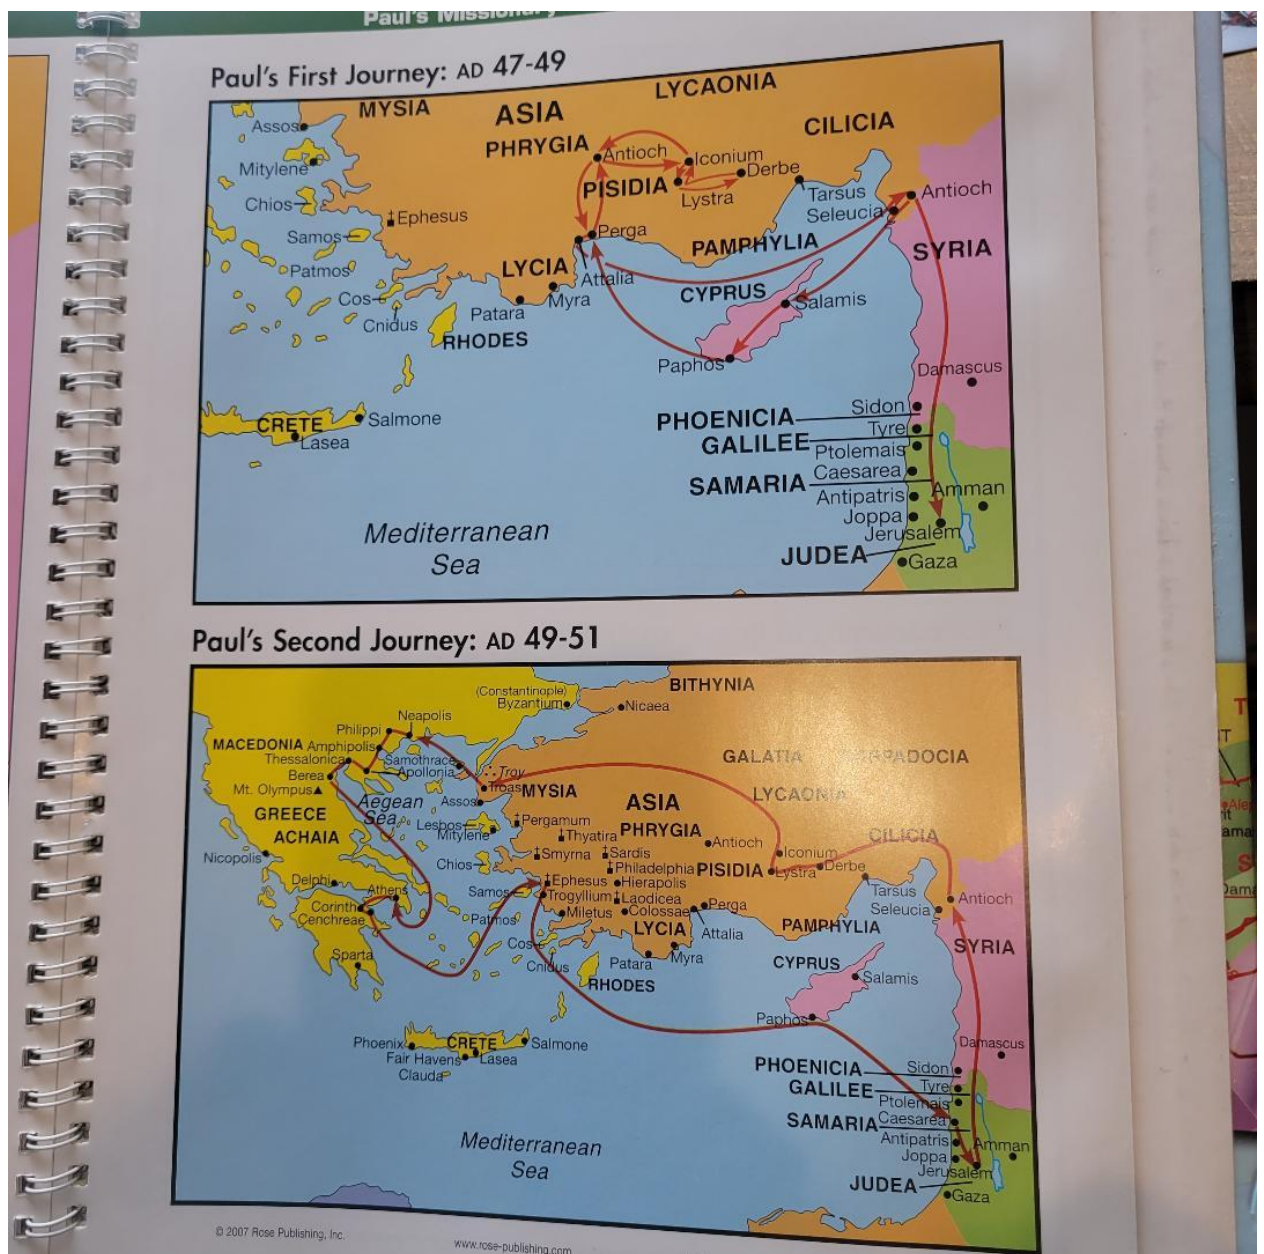 Paul's Missionary
Paul's First Journey: AD 47-49
MYSIA
ASIA
LYCAONIA
Assos
PHRYGIA
CILICIA
Mitylene
Antioch
Iconium
Derbe
PISIDIA
Tarsus
Antioch
Chios
Lystra
Seleucia
Ephesus
Samos
Perga
PAMPHYLIA
SYRIA
Patmos
LYCIA
Attalia
Cos
Myra
CYPRUS
Salamis
Cnidus
Patara
RHODES
Paphos
Damascus
CRETE
Salmone
Lasea
PHOENICIA
Sidon
GALILEE
Tyre
Ptolemais
SAMARIA
Caesarea
Amman
Antipatris
Joppa
Mediterranean
Sea
Jerusalem
JUDEA
Gaza
Paul's Second Journey: AD 49-51
BITHYNIA
(Constantinople)
Byzantium
Nicaea
Neapolis
Philippi
MACEDONIA
Amphipolis
Thessalonica
Samothrace
Apollonia
GALATIA
Berea
Troy
Mt. Olympus
Troas
MYSIA
LYCAONIA
Aegean
Sea
Assos
ASIA
GREECE
ACHAIA
Lesbos
Mitylene
Pergamum
PHRYGIA
Thyatira
Antioch
CILICIA
Nicopolis
Smyrna
Sardis
Iconium
Chios
Philadelphia
PISIDIA
Lystra
Derbe
Delphi
Athens
Samos
Ephesus
Hierapolis
Tarsus
Antioch
Corinth
Cenchreae
Trogyllium
Laodicea
Perga
Seleucia
Patmos
Miletus
Colossae
LYCIA
Attalia
PAMPHYLIA
SYRIA
Sparta
Cos
Cnidus
Patara
Myra
CYPRUS
Salamis
RHODES
Paphos
Phoenix
CRETE
Salmone
Fair Havens
Lasea
Clauda
Damascus
PHOENICIA
Sidon
GALILEE
Tyre
Ptolemais
SAMARIA
Caesarea
Antipatris
Amman
Joppa
Mediterranean
Sea
Jerusalem
JUDEA
Gaza
© 2007 Rose Publishing, Inc.
www.rose-publishing.com